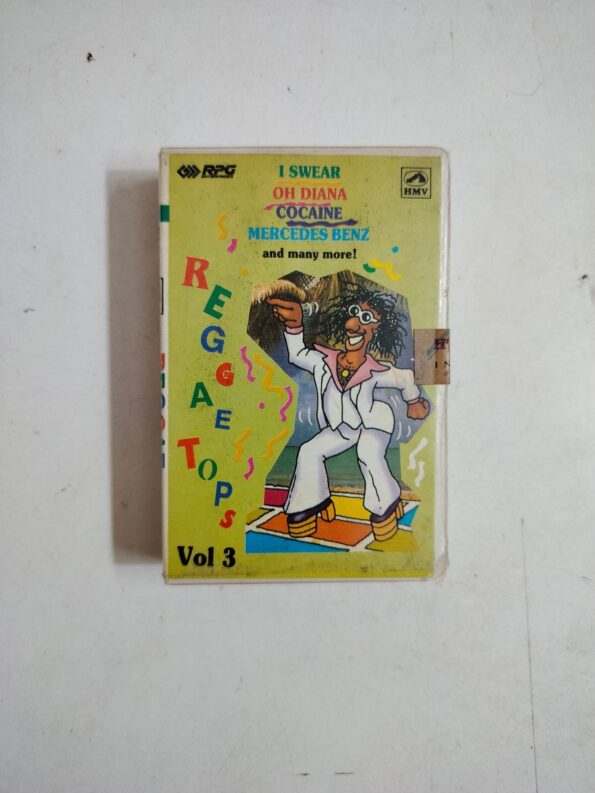 RPG
I SWEAR
HMV
OH DIANA
COCAINE
MERCEDES BENZ
and many more!
REGGAE TOPS
Vol 3